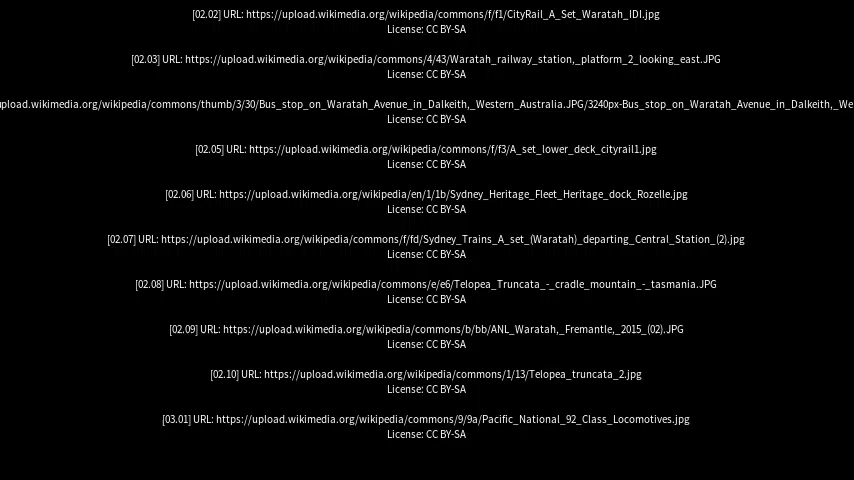 [02.02] URL: https://upload.wikimedia.org/wikipedia/commons/f/f1/CityRail_A_Set_Waratah_IDI.jpg
License: CC BY-SA
[02.03] URL: https://upload.wikimedia.org/wikipedia/commons/4/43/Waratah_railway_station,_platform_2_looking_east.JPG
License: CC BY-SA
upload.wikimedia.org/wikipedia/commons/thumb/3/30/Bus_stop_on_Waratah_Avenue_in_Dalkeith,_Western_Australia.JPG/3240px-Bus_stop_on_Waratah_Avenue_in_Dalkeith,_We
License: CC BY-SA
[02.05] URL: https://upload.wikimedia.org/wikipedia/commons/f/f3/A_set_lower_deck_cityrail1.jpg
License: CC BY-SA
[02.06] URL: https://upload.wikimedia.org/wikipedia/en/1/1b/Sydney_Heritage_Fleet_Heritage_dock_Rozelle.jpg
License: CC BY-SA
[02.07] URL: https://upload.wikimedia.org/wikipedia/commons/f/fd/Sydney_Trains_A_set_(Waratah)_departing_Central_Station_(2).jpg
License: CC BY-SA
[02.08] URL: https://upload.wikimedia.org/wikipedia/commons/e/e6/Telopea_Truncata_-_cradle_mountain_-_tasmania.JPG
License: CC BY-SA
[02.09] URL: https://upload.wikimedia.org/wikipedia/commons/b/bb/ANL_Waratah,_Fremantle,_2015_(02).JPG
License: CC BY-SA
[02.10] URL: https://upload.wikimedia.org/wikipedia/commons/1/13/Telopea_truncata_2.jpg
License: CC BY-SA
[03.01] URL: https://upload.wikimedia.org/wikipedia/commons/9/9a/Pacific_National_92_Class_Locomotives.jpg
License: CC BY-SA